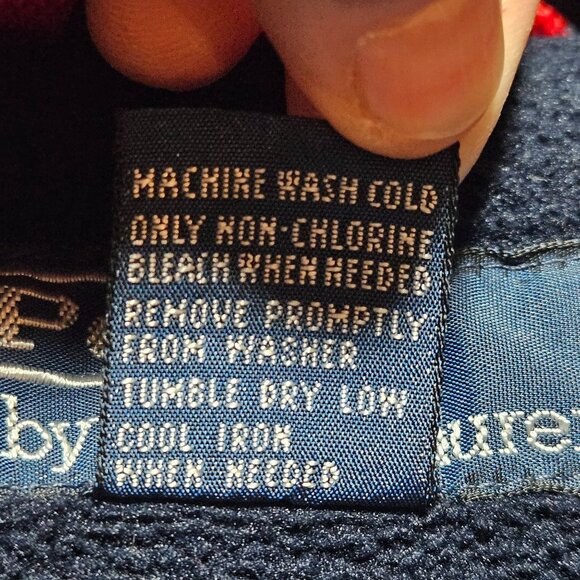 MACHINE WASH COLD
ONLY NON-CHLORINE
BLEACH WHEN NEEDED
REMOVE PROMPTLY
FROM WASHER
TUMBLE DRY LOW
COOL IRON
WHEN NEEDED
P.
by